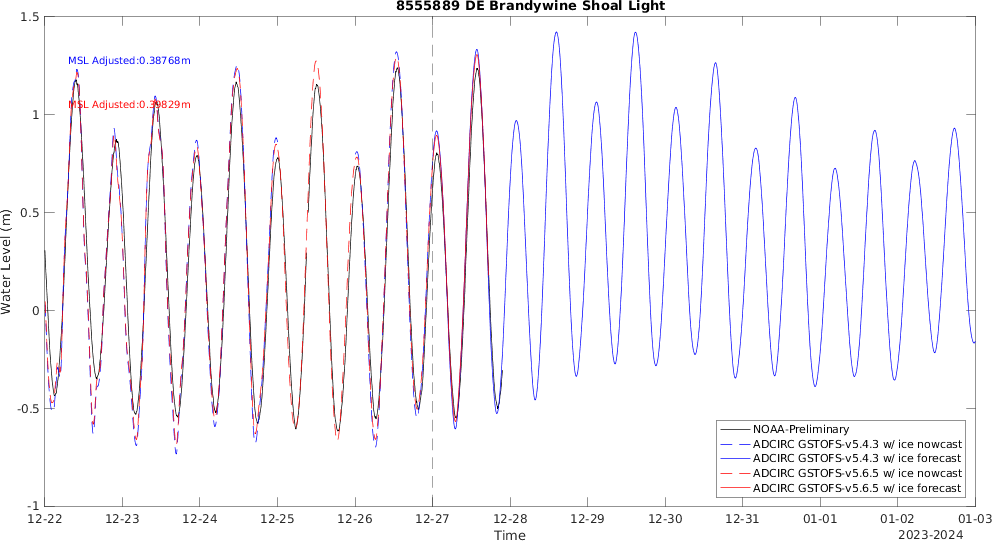 8555889 DE Brandywine Shoal Light
1.5
1
0.5
0
-0.5
-1
Water Level (m)
MSL Adjusted:0.38768m
MSL Adjusted:0.39829m
NOAA-Preliminary
ADCIRC GSTOFS-v5.4.3 w/ ice nowcast
ADCIRC GSTOFS-v5.4.3 w/ ice forecast
ADCIRC GSTOFS-v5.6.5 w/ ice nowcast
ADCIRC GSTOFS-v5.6.5 w/ ice forecast
12-22 12-23 12-24 12-25 12-26 12-27 12-28 12-29 12-30 12-31 01-01 01-02 01-03
Time
2023-2024